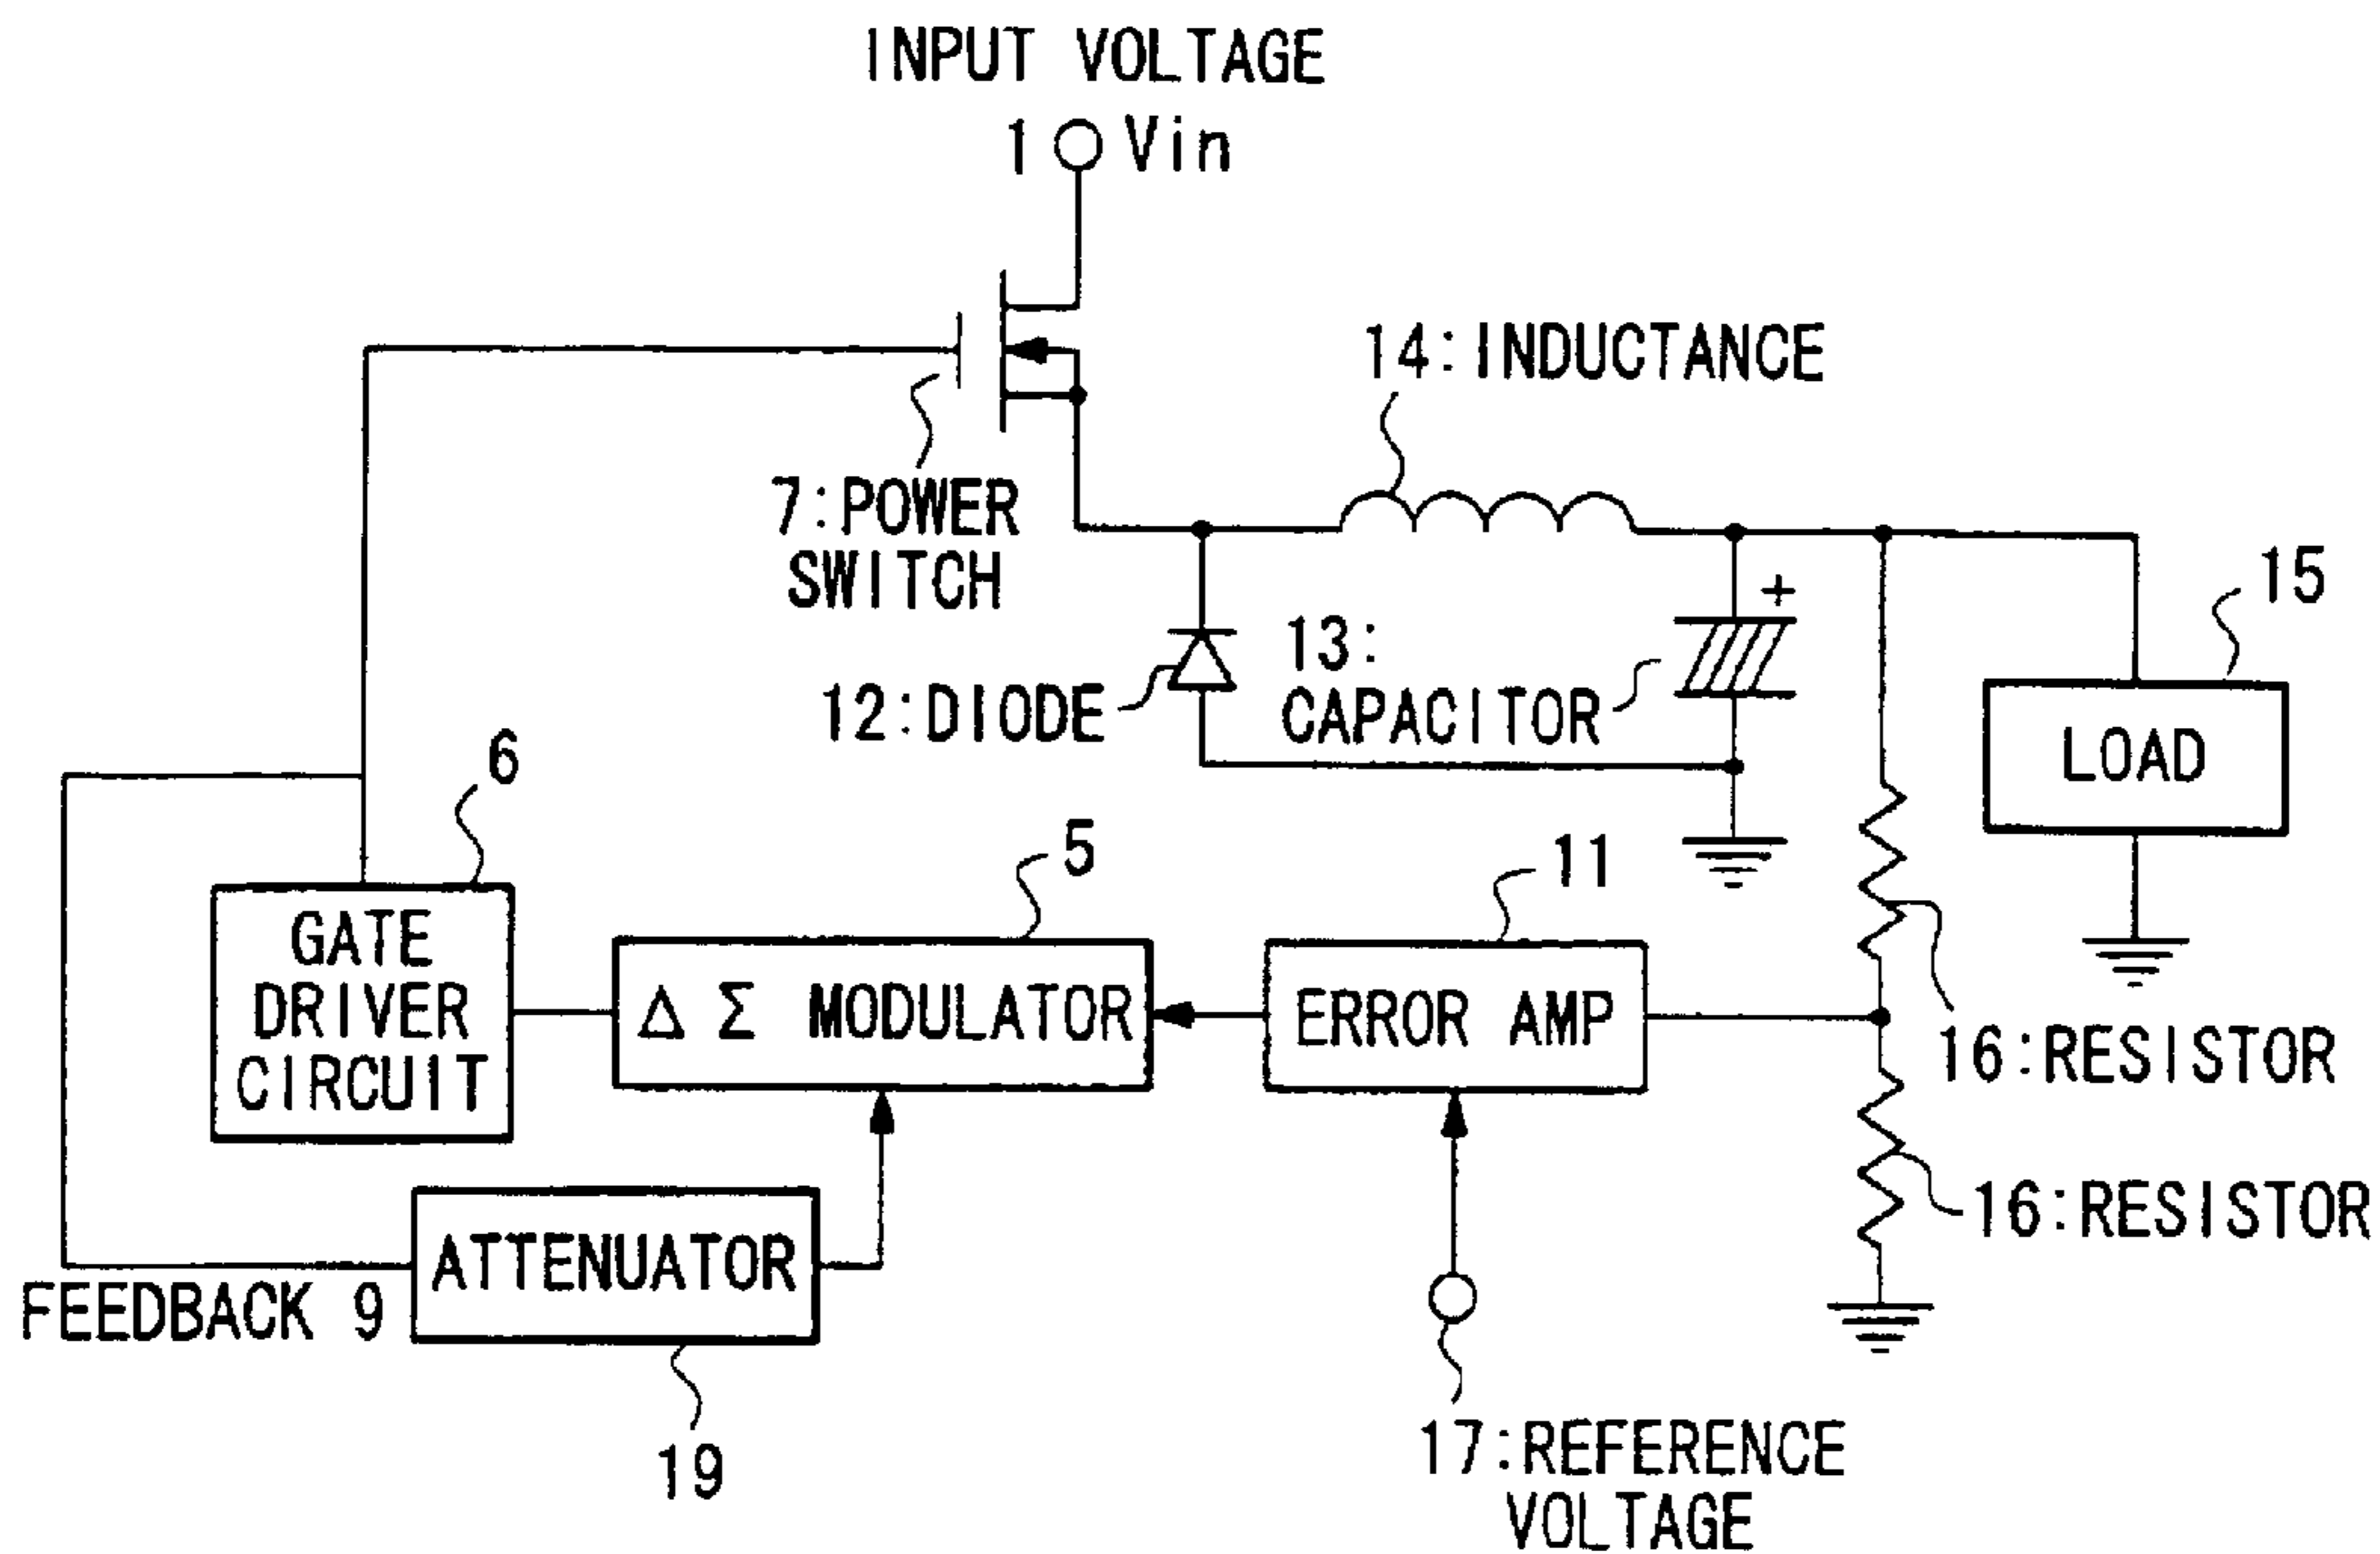 INPUT VOLTAGE
1 Vin
14:INDUCTANCE
7:POWER
SWITCH
15
+
13:
CAPACITOR
12:DIODE
LOAD
6
5
11
GATE
DRIVER
CIRCUIT
Δ Σ MODULATOR
ERROR AMP
16:RESISTOR
16:RESISTOR
ATTENUATOR
FEEDBACK 9
19
17:REFERENCE
VOLTAGE